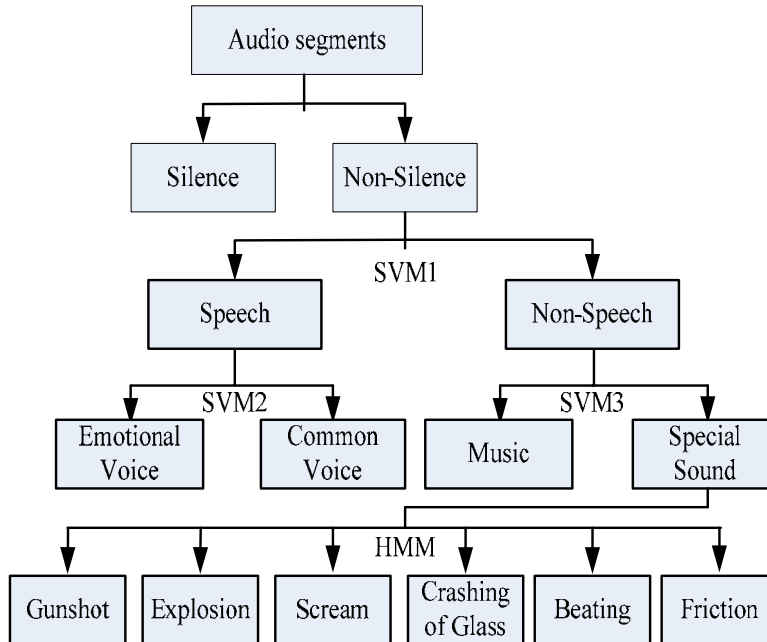 Audio segments
Silence
Non-Silence
SVM1
Speech
Non-Speech
SVM2
SVM3
Emotional
Voice
Common
Voice
Music
Special
Sound
HMM
Gunshot
Explosion
Scream
Crashing
of Glass
Beating
Friction